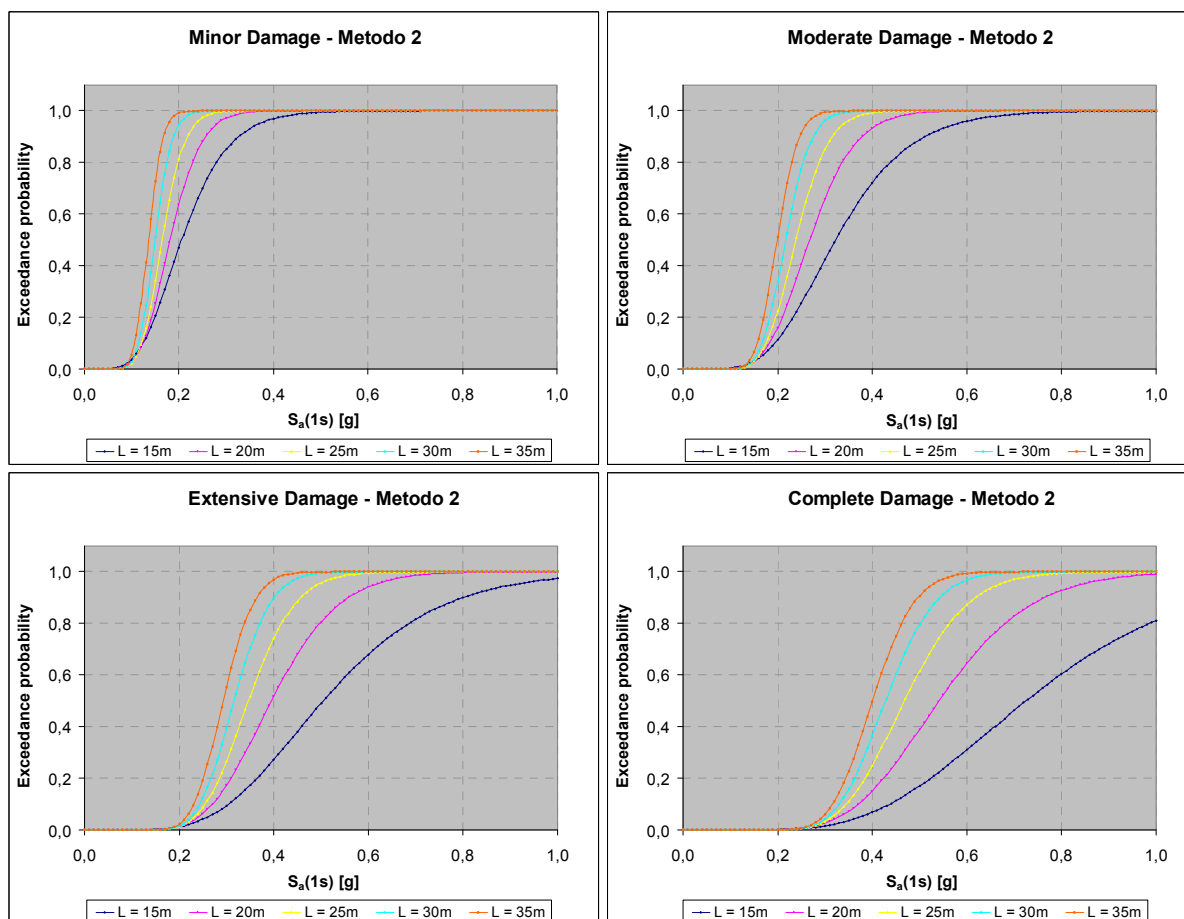 Minor Damage - Metodo 2
Exceedance probability
1,0
0,8
0,6
0,4
0,2
0,0
0,0 0,2 0,4 0,6 0,8 1,0
Sa(1s) [g]
L = 15m L = 20m L = 25m L = 30m L = 35m
Moderate Damage - Metodo 2
Exceedance probability
1,0
0,8
0,6
0,4
0,2
0,0
0,0 0,2 0,4 0,6 0,8 1,0
Sa(1s) [g]
L = 15m L = 20m L = 25m L = 30m L = 35m
Extensive Damage - Metodo 2
Exceedance probability
1,0
0,8
0,6
0,4
0,2
0,0
0,0 0,2 0,4 0,6 0,8 1,0
Sa(1s) [g]
L = 15m L = 20m L = 25m L = 30m L = 35m
Complete Damage - Metodo 2
Exceedance probability
1,0
0,8
0,6
0,4
0,2
0,0
0,0 0,2 0,4 0,6 0,8 1,0
Sa(1s) [g]
L = 15m L = 20m L = 25m L = 30m L = 35m